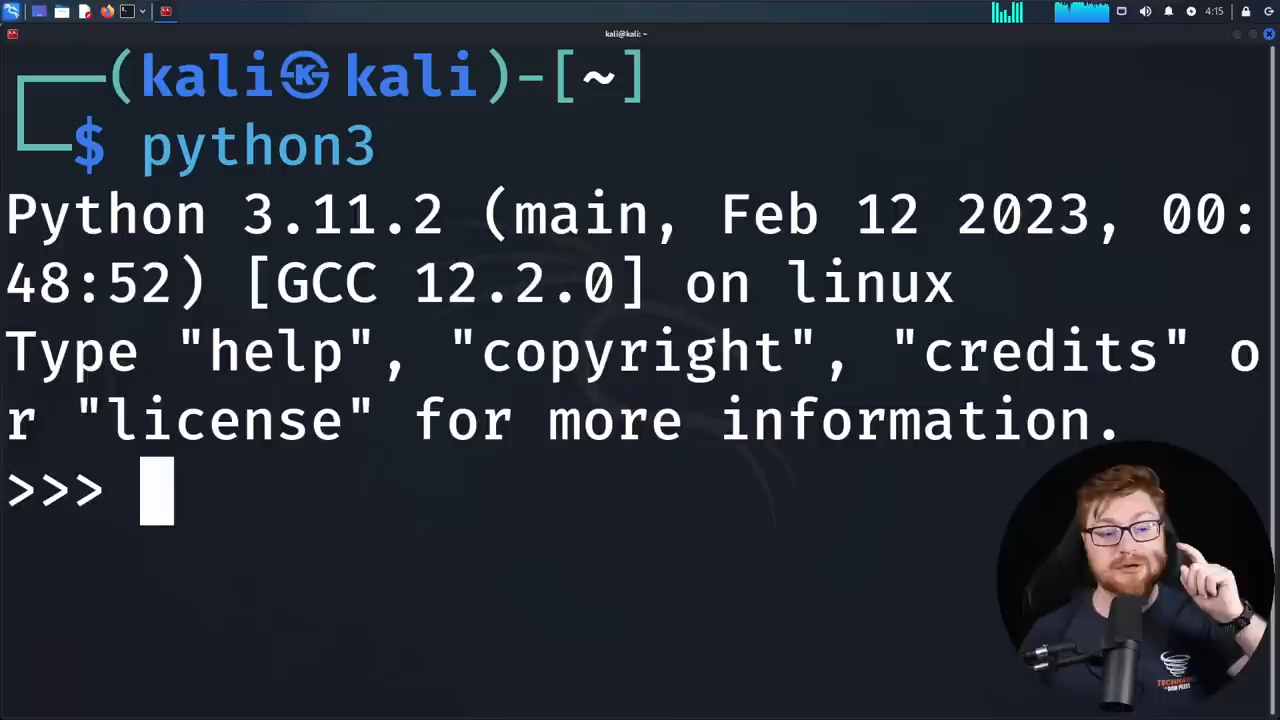 4:15
kali@kali: ~
(kali㉿kali)-[~]
$ python3
Python 3.11.2 (main, Feb 12 2023, 00:
48:52) [GCC 12.2.0] on linux
Type "help", "copyright", "credits" o
r "license" for more information.
>>>